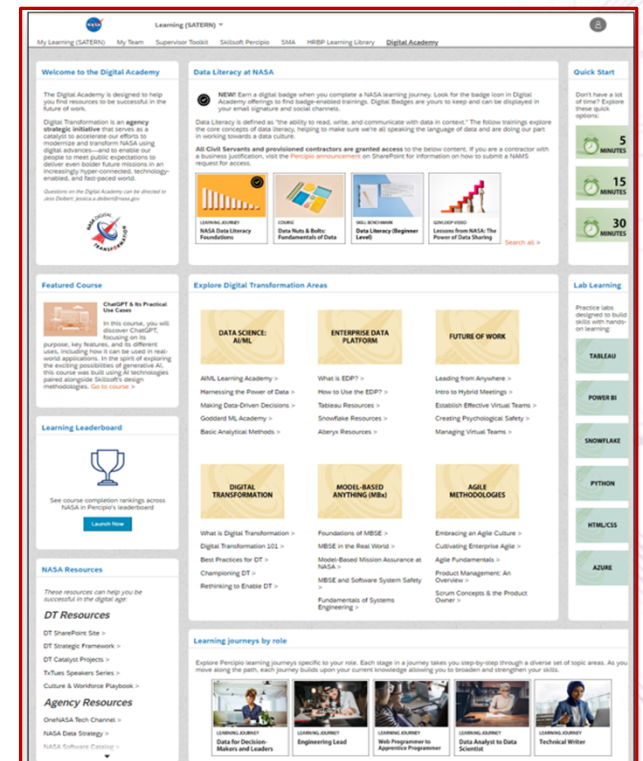 Learning (SATERN)
My Learning (SATERN) My Team Supervisor Toolkit Skillsoft Percipio SMA HRBP Learning Library Digital Academy
Welcome to the Digital Academy
The Digital Academy is designed to help
you find resources to be successful in the
future of work.
Digital Transformation is an agency
strategic initiative that serves as a
catalyst to accelerate our efforts to
modernize and transform NASA using
digital advances—and to enable our
people to meet public expectations to
deliver even bolder future missions in an
increasingly hyper-connected, technology-
enabled, and fast-paced world.
Questions on the Digital Academy can be directed to
Jess Deibert: jessica.a.deibert@nasa.gov
Data Literacy at NASA
NEW! Earn a digital badge when you complete a NASA learning journey. Look for the badge icon in Digital
Academy offerings to find badge-enabled trainings. Digital Badges are yours to keep and can be displayed in
your email signature and social channels.
Data Literacy is defined as "the ability to read, write, and communicate with data in context." The follow trainings explore
the core concepts of data literacy, helping to make sure we're all speaking the language of data and are doing our part
in working towards a data culture.
All Civil Servants and provisioned contractors are granted access to the below content. If you are a contractor with
a business justification, visit the Percipio announcement on SharePoint for information on how to submit a NAMS
request for access.
LEARNING JOURNEY
NASA Data Literacy
Foundations
COURSE
Data Nuts & Bolts:
Fundamentals of Data
SKILL BENCHMARK
Data Literacy (Beginner
Level)
GOVLOOP VIDEO
Lessons from NASA: The
Power of Data Sharing
Search all >
Quick Start
Don't have a lot
of time? Explore
these quick
options:
5
MINUTES
15
MINUTES
30
MINUTES
Featured Course
ChatGPT & Its Practical
Use Cases
In this course, you will
discover ChatGPT,
focusing on its
purpose, key features, and its different
uses, including how it can be used in real-
world applications. In the spirit of exploring
the exciting possibilities of generative AI,
this course was built using AI technologies
paired alongside Skillsoft's design
methodologies. Go to course >
Learning Leaderboard
See course completion rankings across
NASA in Percipio's leaderboard
Launch Now
NASA Resources
These resources can help you be
successful in the digital age:
DT Resources
DT SharePoint Site >
DT Strategic Framework >
DT Catalyst Projects >
TxTues Speakers Series >
Culture & Workforce Playbook >
Agency Resources
OneNASA Tech Channel >
NASA Data Strategy >
NASA Software Catalog >
Explore Digital Transformation Areas
DATA SCIENCE:
AI/ML
AIML Learning Academy >
Harnessing the Power of Data >
Making Data-Driven Decisions >
Goddard ML Academy >
Basic Analytical Methods >
ENTERPRISE DATA
PLATFORM
What is EDP? >
How to Use the EDP? >
Tableau Resources >
Snowflake Resources >
Alteryx Resources >
FUTURE OF WORK
Leading from Anywhere >
Intro to Hybrid Meetings >
Establish Effective Virtual Teams >
Creating Psychological Safety >
Managing Virtual Teams >
DIGITAL
TRANSFORMATION
What is Digital Transformation >
Digital Transformation 101 >
Best Practices for DT >
Championing DT >
Rethinking to Enable DT >
MODEL-BASED
ANYTHING (MBx)
Foundations of MBSE >
MBSE in the Real World >
Model-Based Mission Assurance at
NASA >
MBSE and Software System Safety
>
Fundamentals of Systems
Engineering >
AGILE
METHODOLOGIES
Embracing an Agile Culture >
Cultivating Enterprise Agile >
Agile Fundamentals >
Product Management: An
Overview >
Scrum Concepts & the Product
Owner >
Lab Learning
Practice labs
designed to build
skills with hands-
on learning:
TABLEAU
POWER BI
SNOWFLAKE
PYTHON
HTML/CSS
AZURE
Learning journeys by role
Explore Percipio learning journeys specific to your role. Each stage in a journey takes you step-by-step through a diverse set of topic areas. As you
move along the path, each journey builds upon your current knowledge allowing you to broaden and strengthen your skills.
LEARNING JOURNEY
Data for Decision-
Makers and Leaders
LEARNING JOURNEY
Engineering Lead
LEARNING JOURNEY
Web Programmer to
Apprentice Programmer
LEARNING JOURNEY
Data Analyst to Data
Scientist
LEARNING JOURNEY
Technical Writer